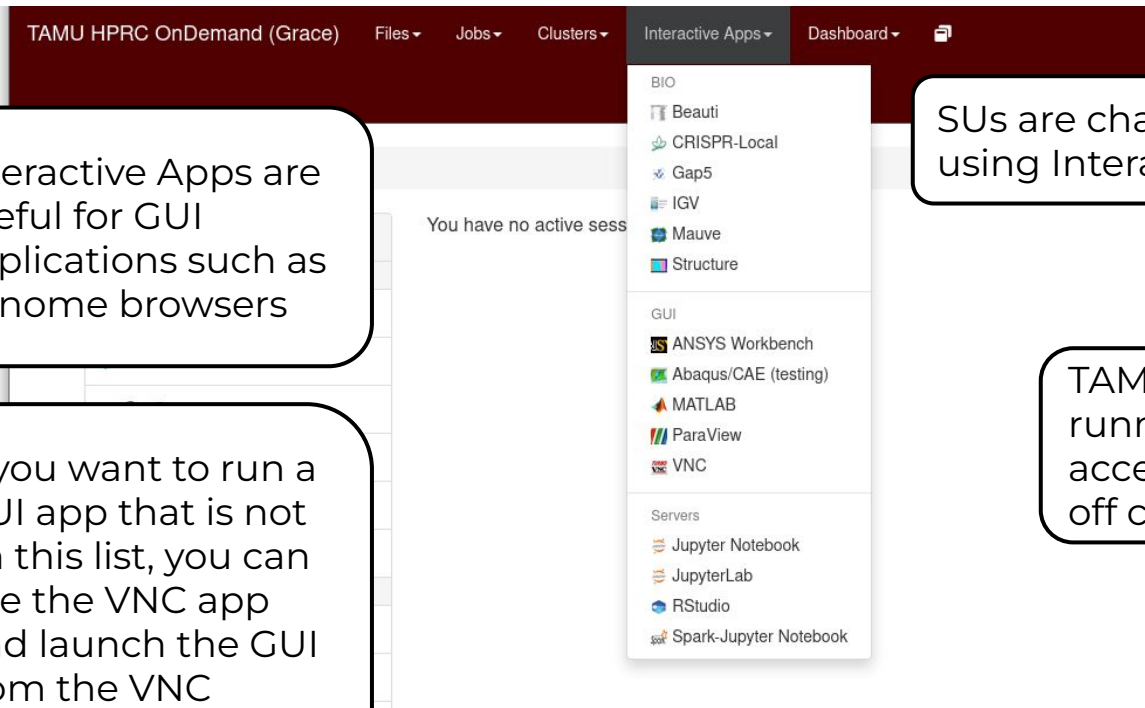 TAMU HPRC OnDemand (Grace) Files Jobs Clusters Interactive Apps Dashboard
BIO
Beauti
CRISPR-Local
Gap5
IGV
Mauve
Structure
GUI
ANSYS Workbench
Abaqus/CAE (testing)
MATLAB
ParaView
VNC
Servers
Jupyter Notebook
JupyterLab
RStudio
Spark-Jupyter Notebook
You have no active sess
eractive Apps are
eful for GUI
plications such as
nome browsers
you want to run a
UI app that is not
this list, you can
e the VNC app
d launch the GUI
om the VNC
SUs are cha
using Intera
TAM
runn
acce
off c